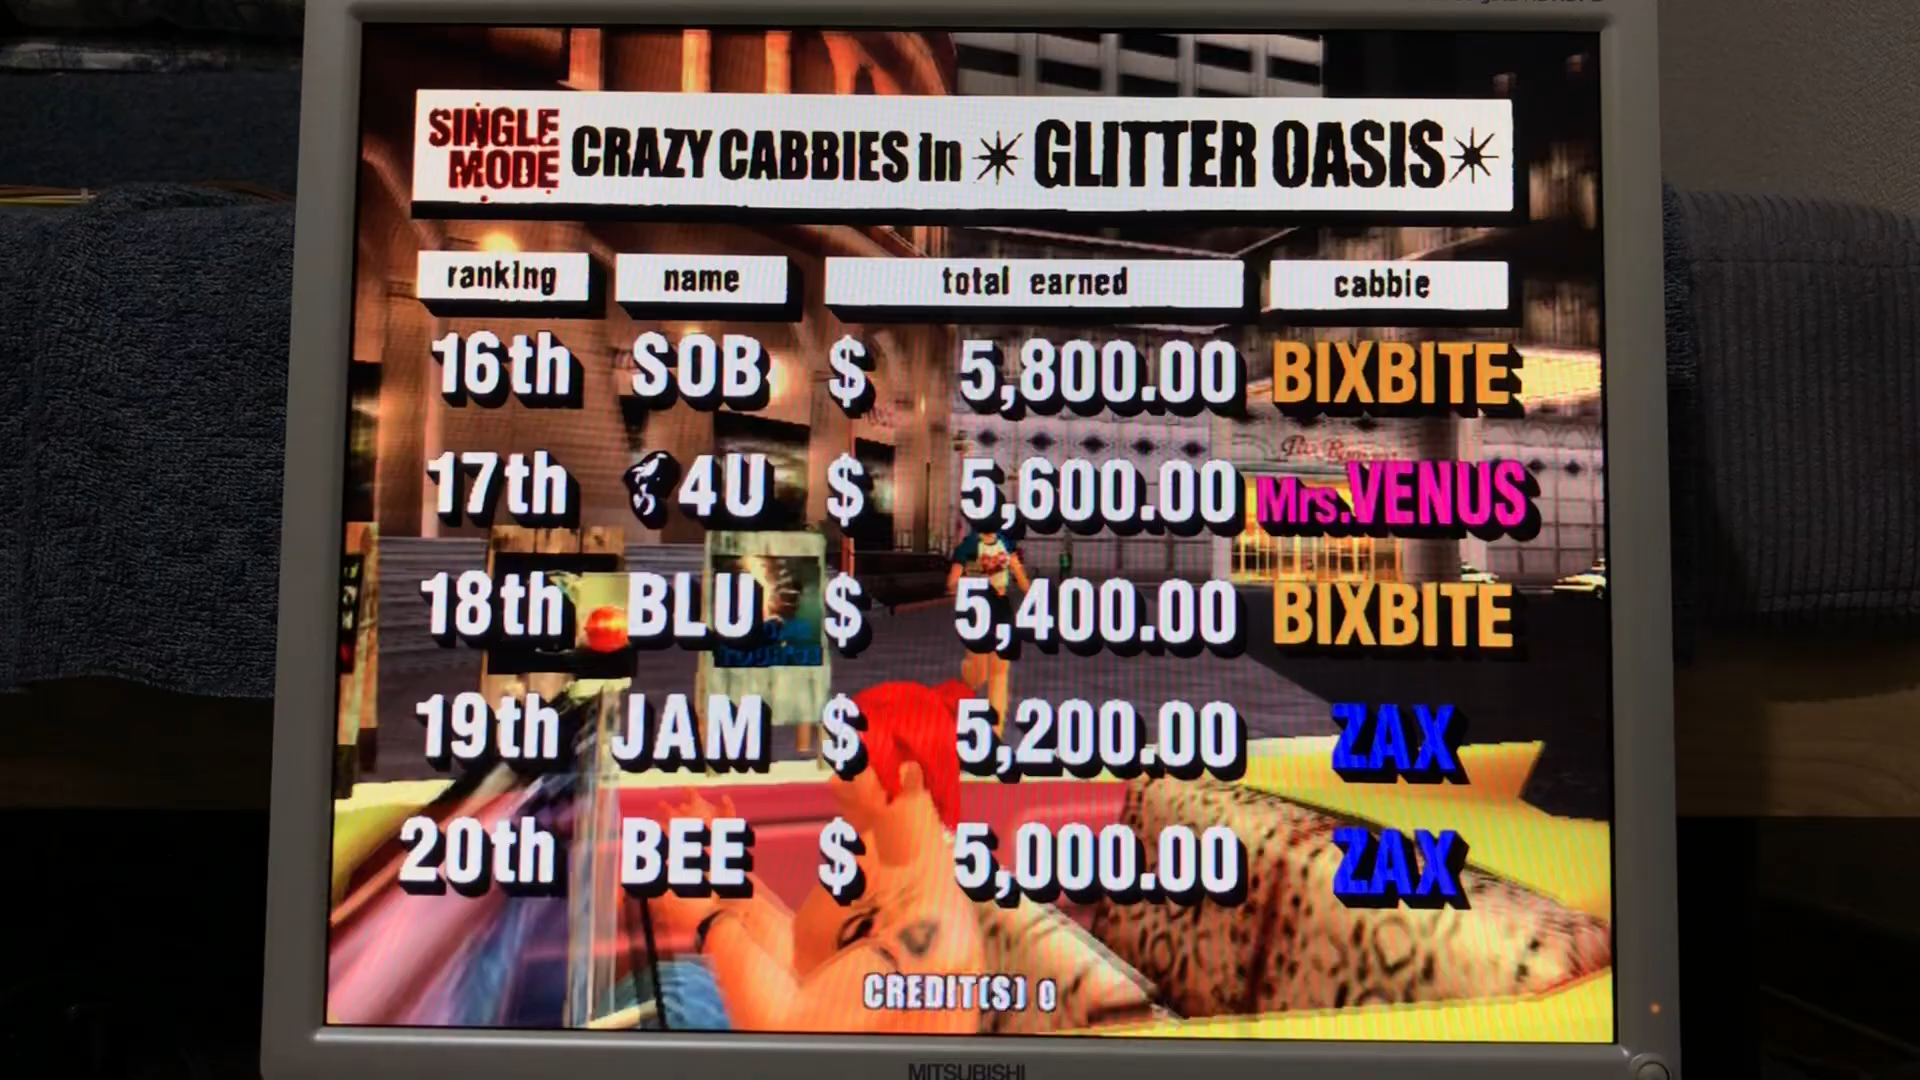 SINGLE MODE CRAZY CABBIES in GLITTER OASIS
ranking name total earned cabbie
16th SOB $ 5,800.00 BIXBITE
17th 4U $ 5,600.00 Mrs.VENUS
18th BLU $ 5,400.00 BIXBITE
19th JAM $ 5,200.00 ZAX
20th BEE $ 5,000.00 ZAX
CREDIT(S) 0
MITSUBISHI